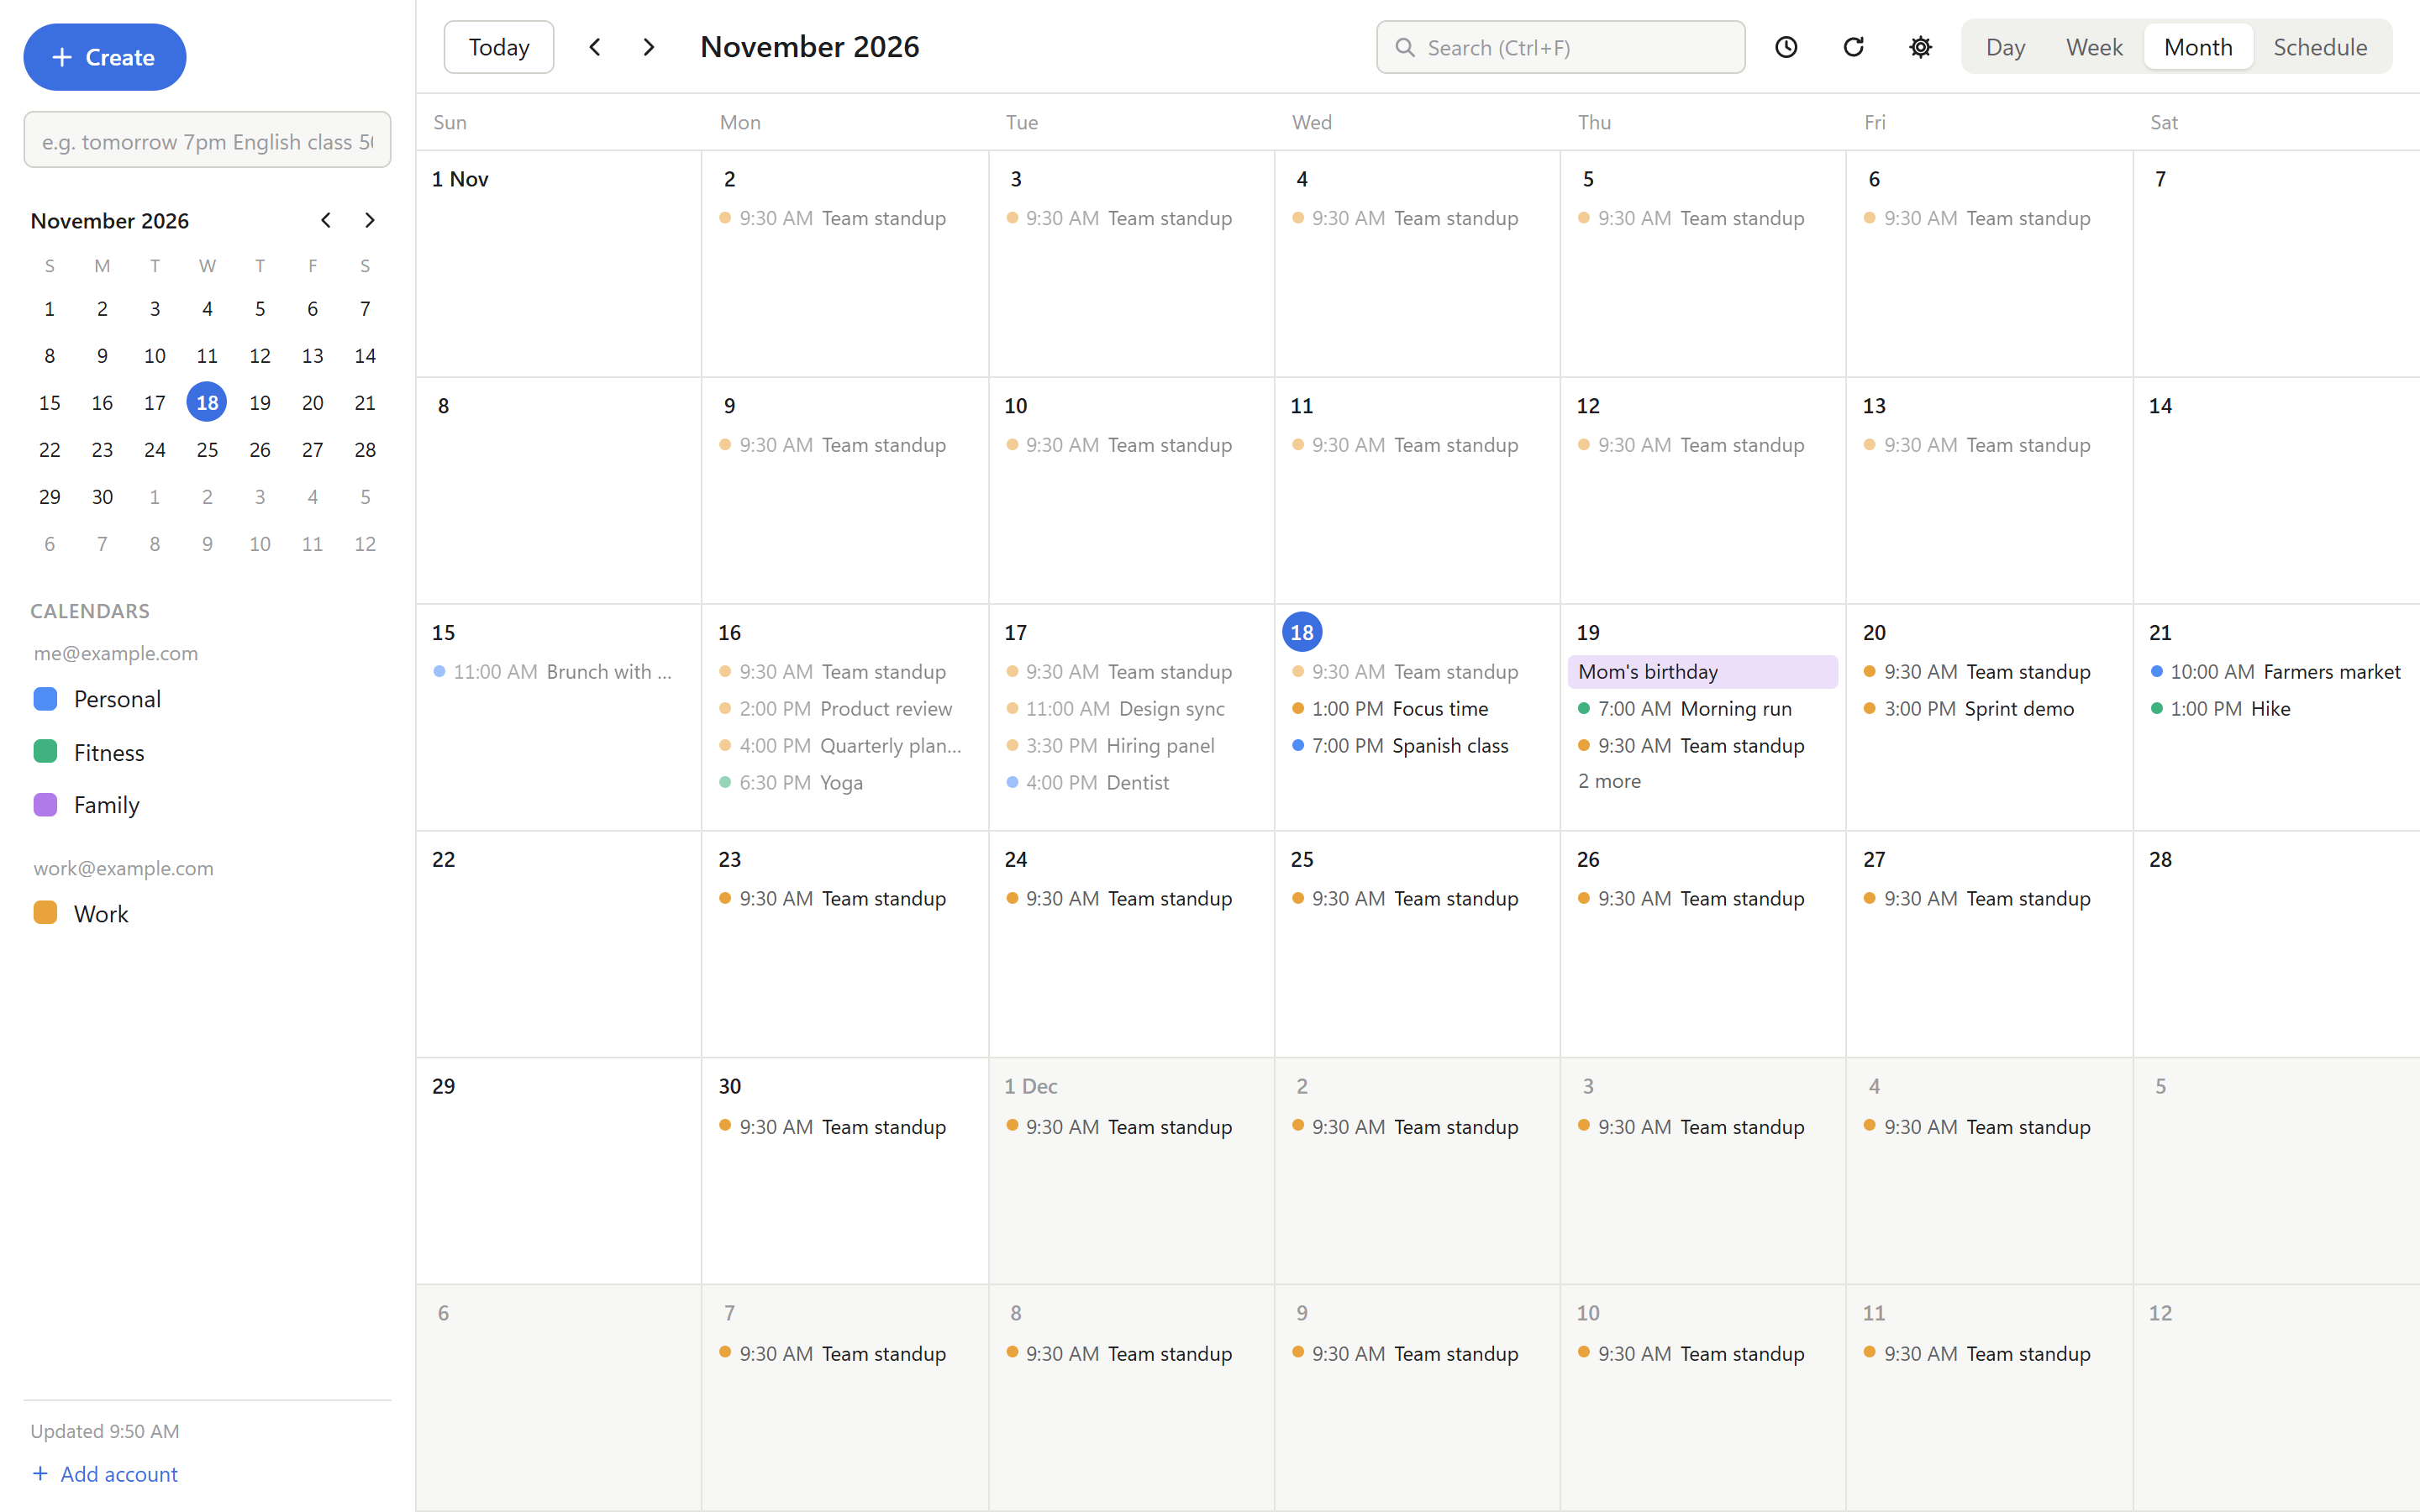 Create
e.g. tomorrow 7pm English class 5
November 2026
S M T W T F S
1 2 3 4 5 6 7
8 9 10 11 12 13 14
15 16 17 18 19 20 21
22 23 24 25 26 27 28
29 30 1 2 3 4 5
6 7 8 9 10 11 12
CALENDARS
me@example.com
Personal
Fitness
Family
work@example.com
Work
Updated 9:50 AM
Add account
Today November 2026 Search (Ctrl+F) Day Week Month Schedule
Sun Mon Tue Wed Thu Fri Sat
1 Nov
2
9:30 AM Team standup
3
9:30 AM Team standup
4
9:30 AM Team standup
5
9:30 AM Team standup
6
9:30 AM Team standup
7
8
9
9:30 AM Team standup
10
9:30 AM Team standup
11
9:30 AM Team standup
12
9:30 AM Team standup
13
9:30 AM Team standup
14
15
11:00 AM Brunch with ...
16
9:30 AM Team standup
2:00 PM Product review
4:00 PM Quarterly plan...
6:30 PM Yoga
17
9:30 AM Team standup
11:00 AM Design sync
3:30 PM Hiring panel
4:00 PM Dentist
18
9:30 AM Team standup
1:00 PM Focus time
7:00 PM Spanish class
19
Mom's birthday
7:00 AM Morning run
9:30 AM Team standup
2 more
20
9:30 AM Team standup
3:00 PM Sprint demo
21
10:00 AM Farmers market
1:00 PM Hike
22
23
9:30 AM Team standup
24
9:30 AM Team standup
25
9:30 AM Team standup
26
9:30 AM Team standup
27
9:30 AM Team standup
28
29
30
9:30 AM Team standup
1 Dec
9:30 AM Team standup
2
9:30 AM Team standup
3
9:30 AM Team standup
4
9:30 AM Team standup
5
6
7
9:30 AM Team standup
8
9:30 AM Team standup
9
9:30 AM Team standup
10
9:30 AM Team standup
11
9:30 AM Team standup
12